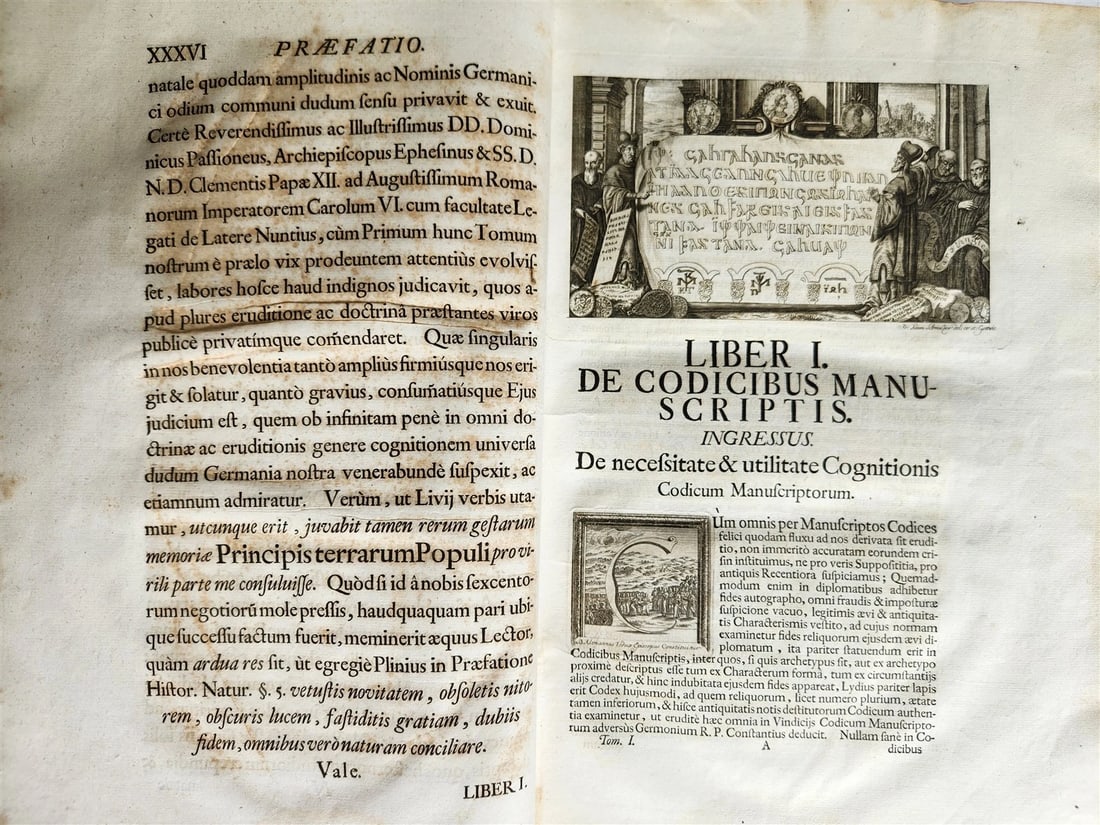 XXXVI PRÆFATIO.
natale quoddam amplitudinis ac Nominis Germani-
ci odium communi dudum ſenſu privavit & exuit.
Certè Reverendiſſimus ac Illuſtriſſimus DD. Domi-
nicus Paſſioneus, Archiepiſcopus Epheſinus & SS. D.
N. D. Clementis Papæ XII. ad Auguſtiſſimum Roma-
norum Imperatorem Carolum VI. cum facultate Le-
gati de Latere Nuntius, cùm Primum hunc Tomum
noſtrum è prælo vix prodeuntem attentiùs evolviſ-
ſet, labores hoſce haud indignos judicavit, quos a-
pud plures eruditione ac doctrinâ præſtantes viros
publicè privatimque com̃endaret. Quæ ſingularis
in nos benevolentia tantò ampliùs firmiúsque nos eri-
git & ſolatur, quantò gravius, conſum̃atiúsque Ejus
judicium eſt, quem ob infinitam penè in omni do-
ctrinæ ac eruditionis genere cognitionem univerſa
dudum Germania noſtra venerabundè ſuſpexit, ac
etiamnum admiratur. Verùm, ut Livij verbis uta-
mur, utcunque erit, juvabit tamen rerum geſtarum
memoriæ Principis terrarum Populi pro vi-
rili parte me conſuluiſſe. Quòd ſi id â nobis ſexcento-
rum negotiorũ mole preſſis, haudquaquam pari ubi-
que ſucceſſu factum fuerit, meminerit æquus Lector,
quàm ardua res ſit, ùt egregiè Plinius in Præfatione
Hiſtor. Natur. §. 5. vetuſtis novitatem, obſoletis nito-
rem, obſcuris lucem, faſtiditis gratiam, dubiis
fidem, omnibus verò naturam conciliare.
Vale.
LIBER I.
LIBER I.
DE CODICIBUS MANU-
SCRIPTIS.
INGRESSUS.
De neceſsitate & utilitate Cognitionis
Codicum Manuſcriptorum.
CÙm omnis per Manuſcriptos Codices
felici quodam fluxu ad nos derivata ſit erudi-
tio, non immeritò accuratam eorundem cri-
ſin inſtituimus, ne pro veris Suppoſititia, pro
antiquis Recentiora ſuſpiciamus; Quemad-
modum enim in diplomatibus adhibetur
fides autographo, omni fraudis & impoſturæ
ſuſpicione vacuo, legitimis ævi & antiquita-
tis Characteriſmis veſtito, ad cujus normam
examinetur fides reliquorum ejusdem ævi di-
plomatum, ita pariter ſtatuendum erit in
Codicibus Manuſcriptis, inter quos, ſi quis archetypus ſit, aut ex archetypo
proximè deſcriptus eſſe tum ex Characterum forma, tum ex circumſtantijs
alijs credatur, & hinc indubitata ejusdem fides appareat, Lydius pariter lapis
erit Codex hujusmodi, ad quem reliquorum, licet numero plurium, ætate
tamen inferiorum, & hiſce antiquitatis notis deſtitutorum Codicum authen-
tia examinetur, ut eruditè hæc omnia in Vindicijs Codicum Manuſcripto-
rum adversùs Germonium R. P. Conſtantius deducit. Nullam ſanè in Co-
Tom. I. A dicibus